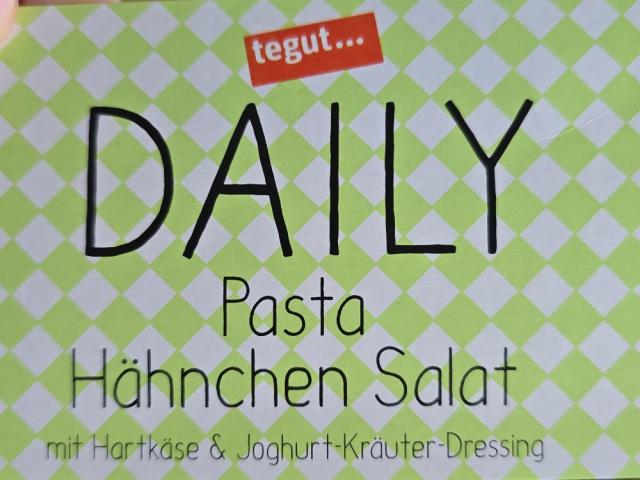 tegut...
DAILY
Pasta
Hähnchen Salat
mit Hartkäse & Joghurt-Kräuter-Dressing